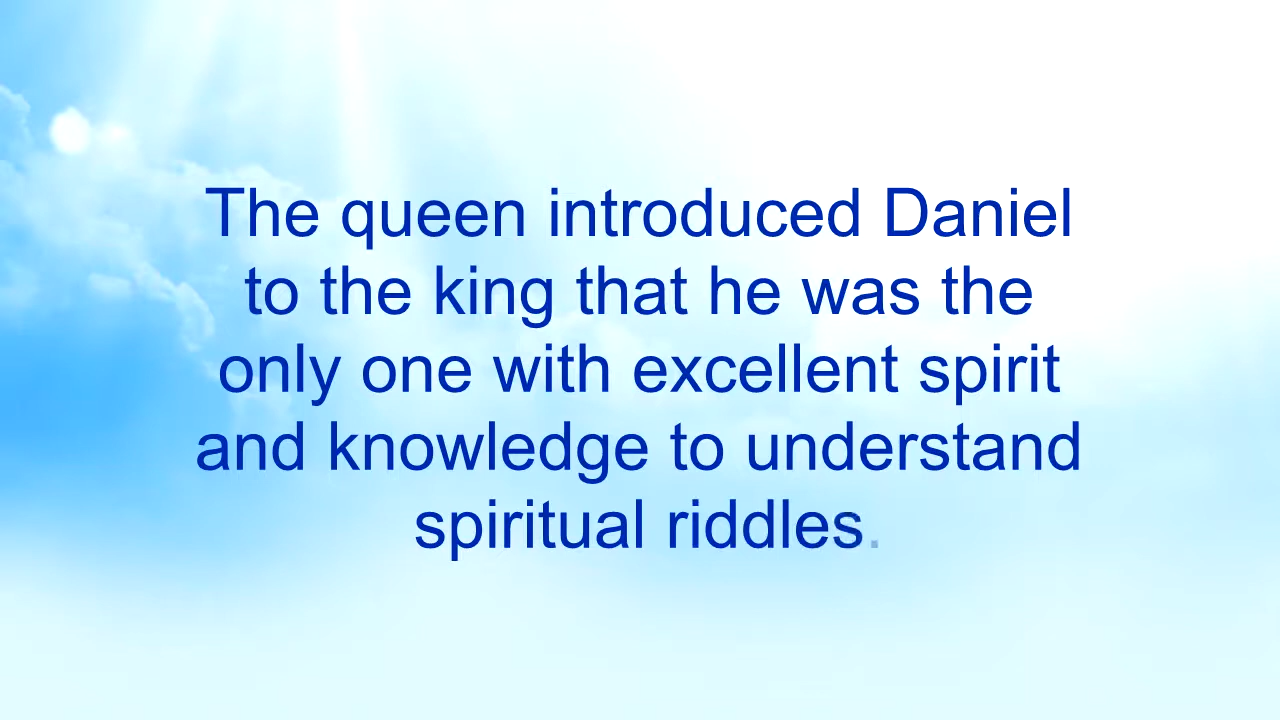 The queen introduced Daniel
to the king that he was the
only one with excellent spirit
and knowledge to understand
spiritual riddles.